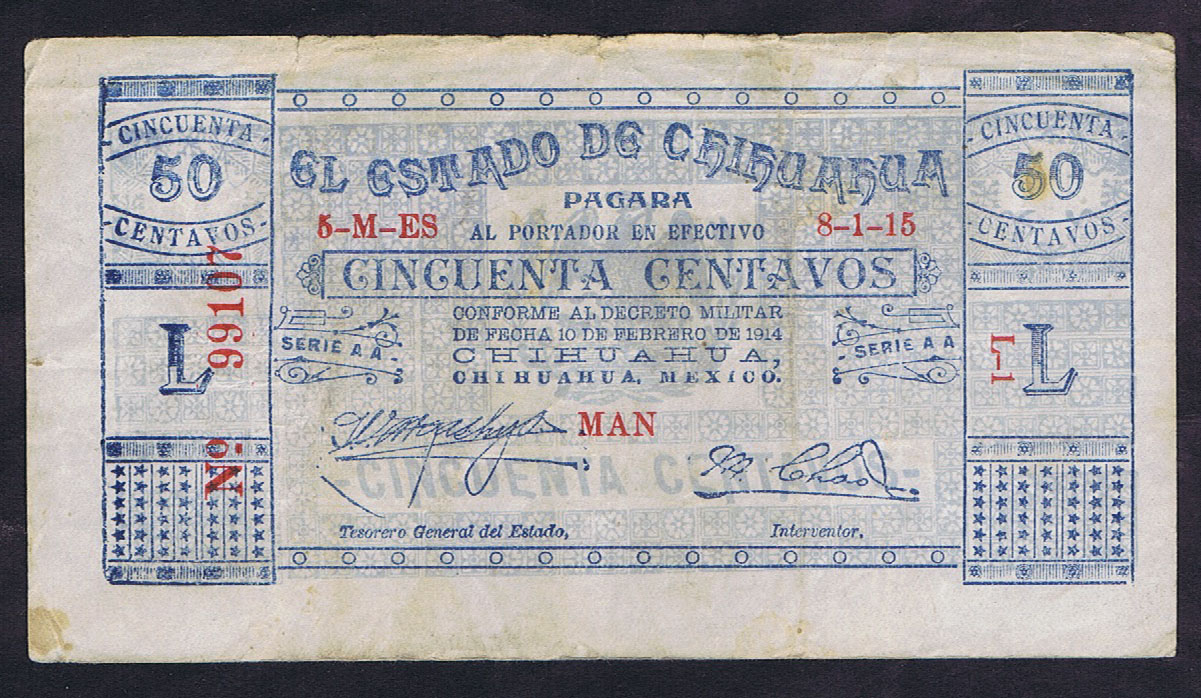 CINCUENTA
50
CENTAVOS
L
Nº 99107
EL ESTADO DE CHIHUAHUA
PAGARA
5-M-ES AL PORTADOR EN EFECTIVO 8-1-15
CINCUENTA CENTAVOS
CONFORME AL DECRETO MILITAR
DE FECHA 10 DE FEBRERO DE 1914
SERIE A A SERIE A A
CHIHUAHUA,
CHIHUAHUA, MEXICO.
MAN
CINCUENTA CENTAVOS
Tesorero General del Estado, Interventor,
CINCUENTA
50
CENTAVOS
L-1
L